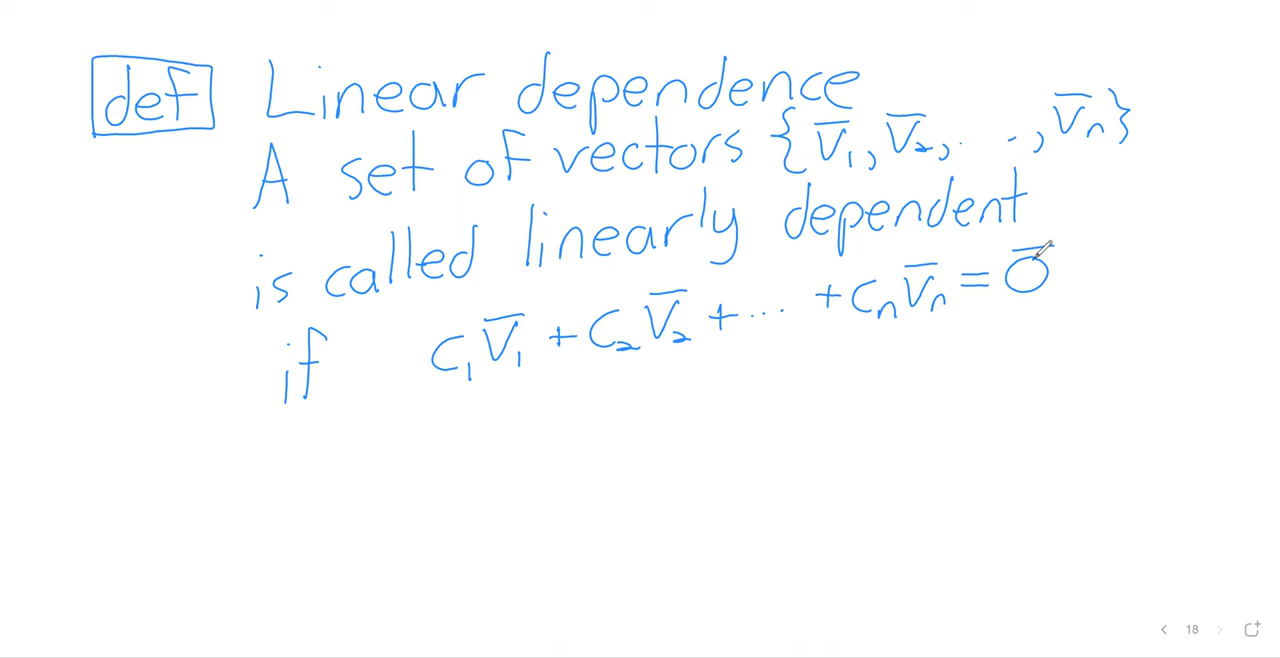 def Linear dependence
A set of vectors {v̅₁, v̅₂, . . . , v̅ₙ}
is called linearly dependent
if c₁v̅₁ + c₂v̅₂ + ... + cₙv̅ₙ = 0̅
18